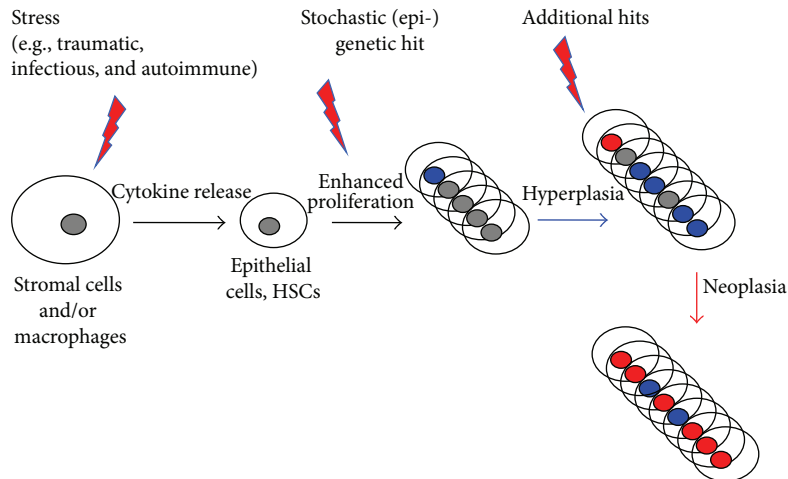 Stress
(e.g., traumatic,
infectious, and autoimmune)
Stochastic (epi-)
genetic hit
Additional hits
Cytokine release
Enhanced
proliferation
Hyperplasia
Stromal cells
and/or
macrophages
Epithelial
cells, HSCs
Neoplasia